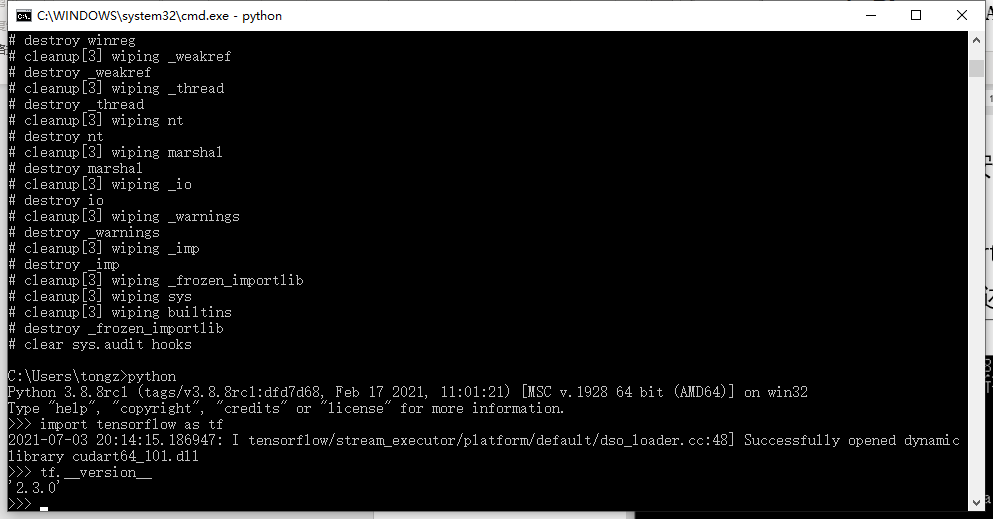 C:\WINDOWS\system32\cmd.exe - python
# destroy winreg
# cleanup[3] wiping _weakref
# destroy _weakref
# cleanup[3] wiping _thread
# destroy _thread
# cleanup[3] wiping nt
# destroy nt
# cleanup[3] wiping marshal
# destroy marshal
# cleanup[3] wiping _io
# destroy io
# cleanup[3] wiping _warnings
# destroy _warnings
# cleanup[3] wiping _imp
# destroy _imp
# cleanup[3] wiping _frozen_importlib
# cleanup[3] wiping sys
# cleanup[3] wiping builtins
# destroy _frozen_importlib
# clear sys.audit hooks
C:\Users\tongz>python
Python 3.8.8rc1 (tags/v3.8.8rc1:dfd7d68, Feb 17 2021, 11:01:21) [MSC v.1928 64 bit (AMD64)] on win32
Type "help", "copyright", "credits" or "license" for more information.
>>> import tensorflow as tf
2021-07-03 20:14:15.186947: I tensorflow/stream_executor/platform/default/dso_loader.cc:48] Successfully opened dynamic
library cudart64_101.dll
>>> tf.__version__
'2.3.0'
>>>